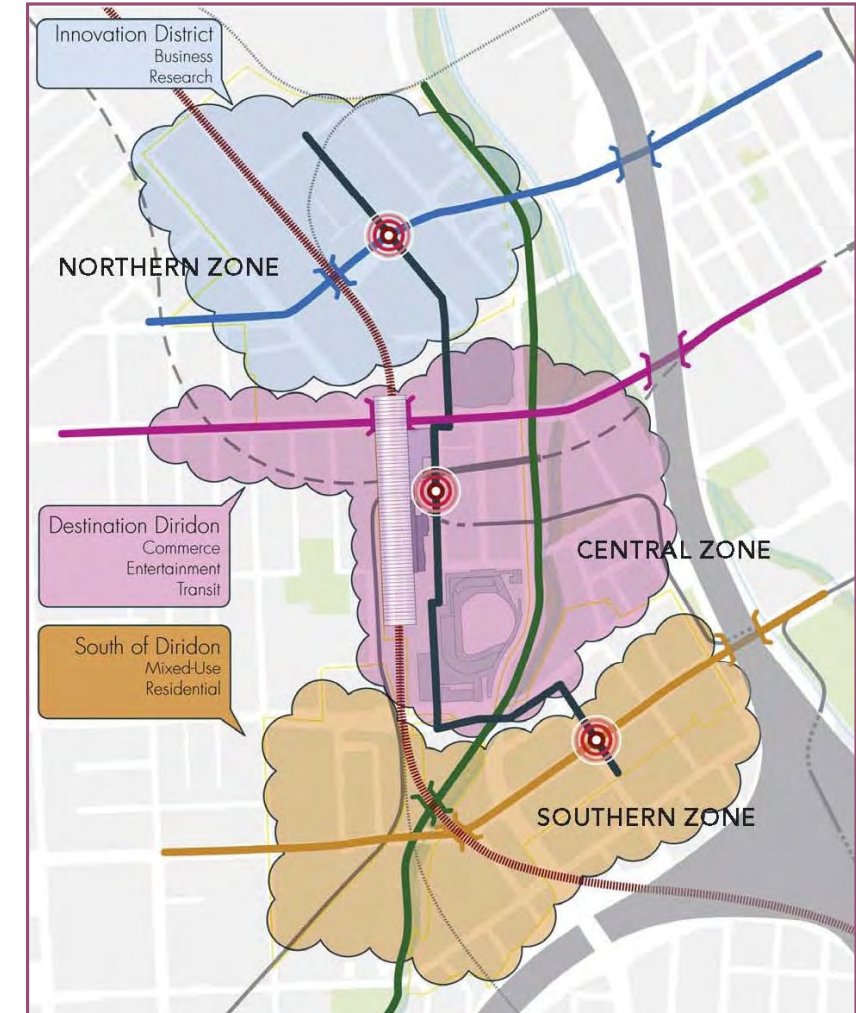 Innovation District
Business
Research
NORTHERN ZONE
Destination Diridon
Commerce
Entertainment
Transit
CENTRAL ZONE
South of Diridon
Mixed-Use
Residential
SOUTHERN ZONE